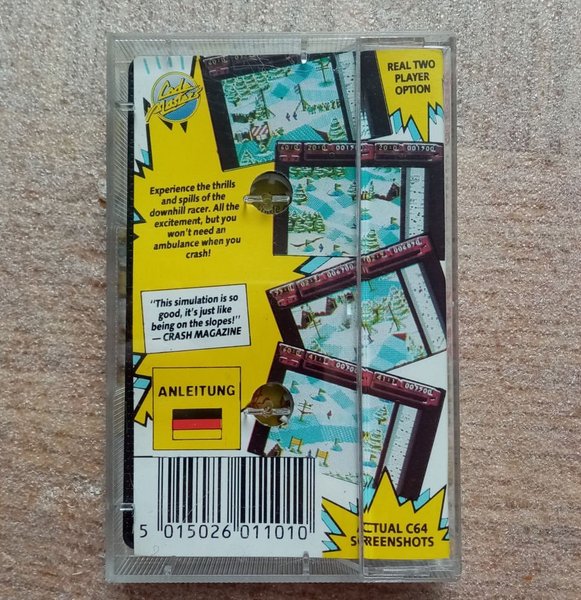 Code
Masters
REAL TWO
PLAYER
OPTION
Experience the thrills
and spills of the
downhill racer. All the
excitement, but you
won't need an
ambulance when you
crash!
"This simulation is so
good, it's just like
being on the slopes!"
— CRASH MAGAZINE
ANLEITUNG
5 015026 011010
ACTUAL C64
SCREENSHOTS